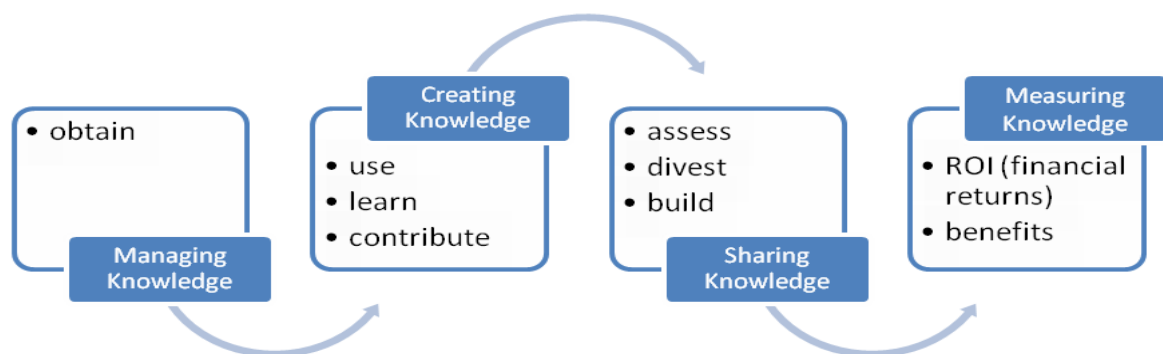 • obtain
Managing
Knowledge
Creating
Knowledge
• use
• learn
• contribute
• assess
• divest
• build
Sharing
Knowledge
Measuring
Knowledge
• ROI (financial
returns)
• benefits